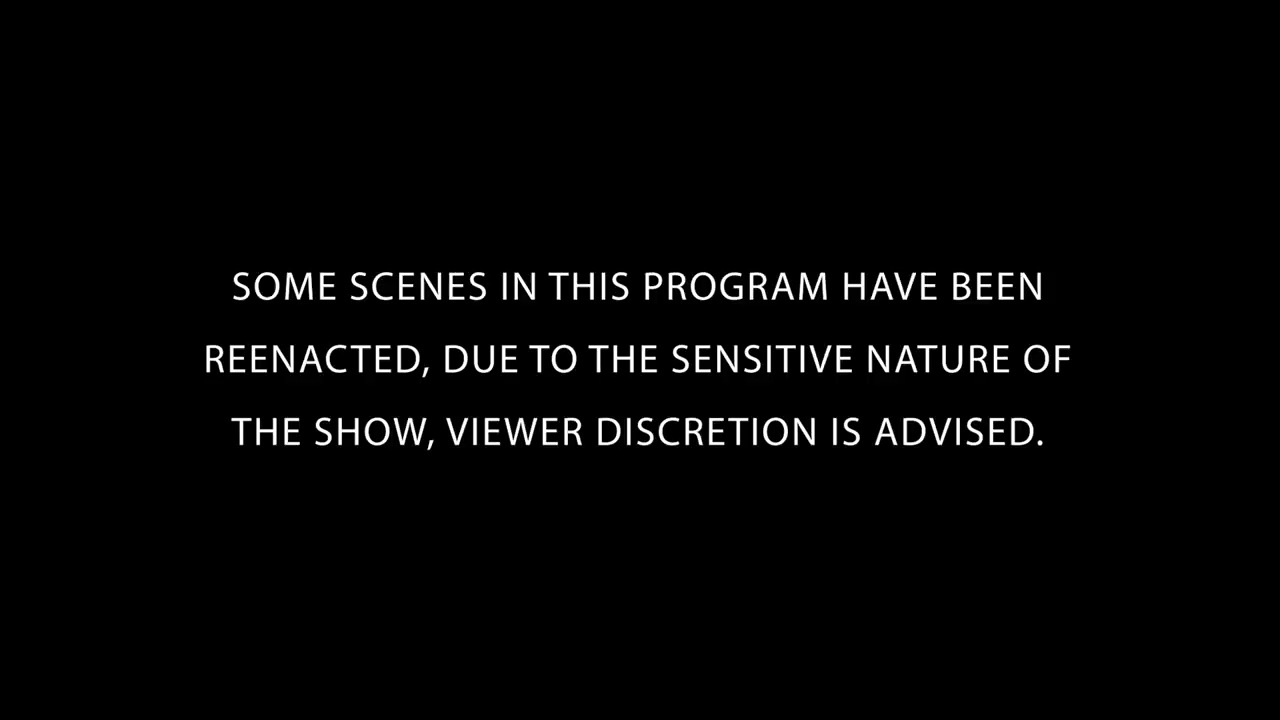 SOME SCENES IN THIS PROGRAM HAVE BEEN
REENACTED, DUE TO THE SENSITIVE NATURE OF
THE SHOW, VIEWER DISCRETION IS ADVISED.